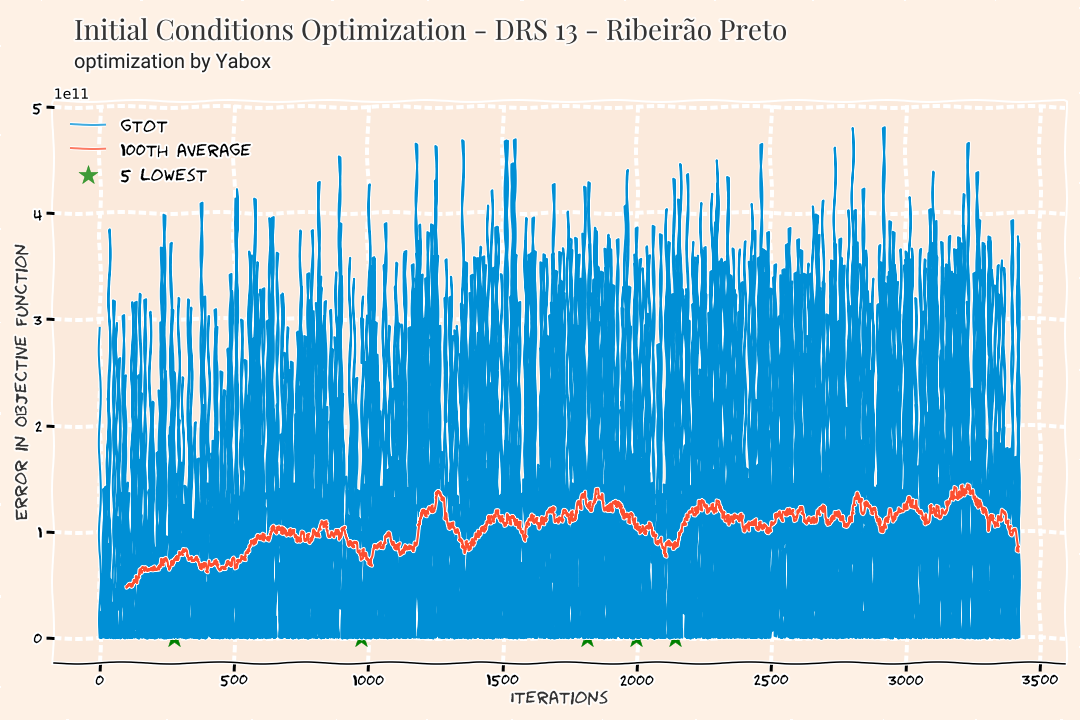 Initial Conditions Optimization - DRS 13 - Ribeirão Preto
optimization by Yabox
1e11
GTOT
100TH AVERAGE
5 LOWEST
ERROR IN OBJECTIVE FUNCTION
5
4
3
2
1
0
0 500 1000 1500 2000 2500 3000 3500
ITERATIONS